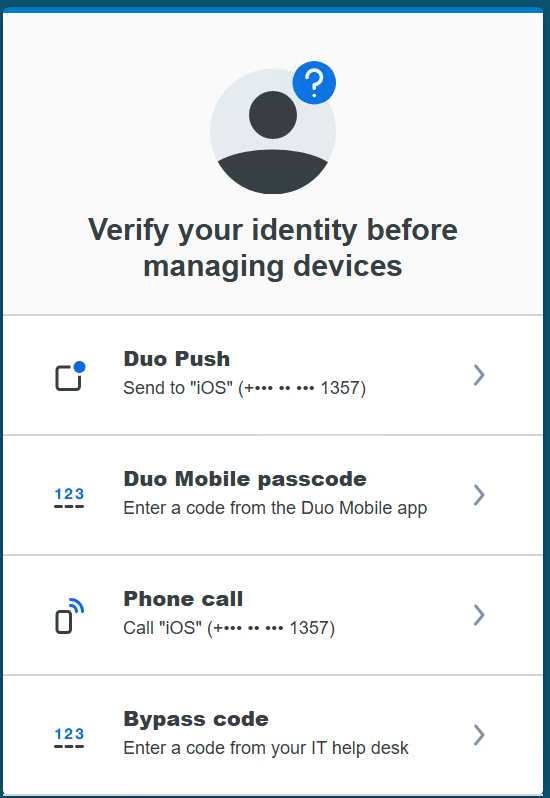 ?
Verify your identity before
managing devices
Duo Push
Send to "iOS" (+••• •• ••• 1357)
123
Duo Mobile passcode
Enter a code from the Duo Mobile app
Phone call
Call "iOS" (+••• •• ••• 1357)
123
Bypass code
Enter a code from your IT help desk